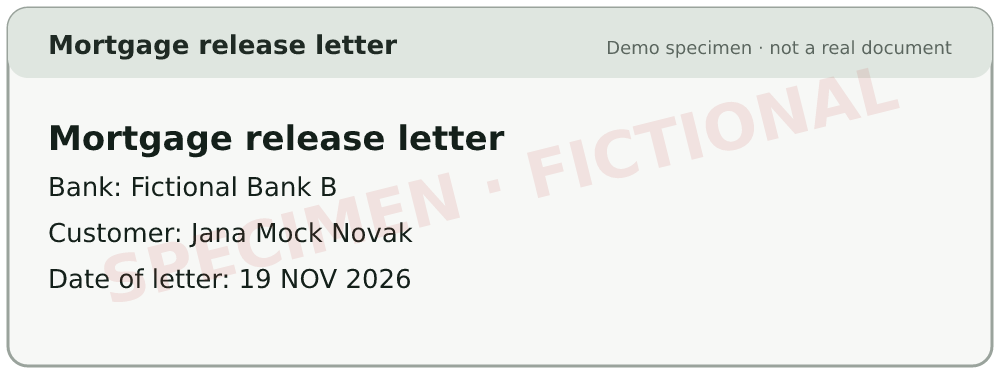 Mortgage release letter
Demo specimen · not a real document
Mortgage release letter
Bank: Fictional Bank B
Customer: Jana Mock Novak
Date of letter: 19 NOV 2026
SPECIMEN · FICTIONAL